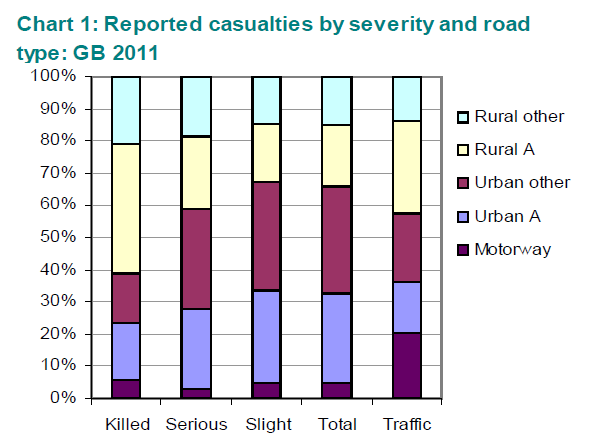 Chart 1: Reported casualties by severity and road
type: GB 2011
100%
90%
80%
70%
60%
50%
40%
30%
20%
10%
0%
Killed Serious Slight Total Traffic
Rural other
Rural A
Urban other
Urban A
Motorway